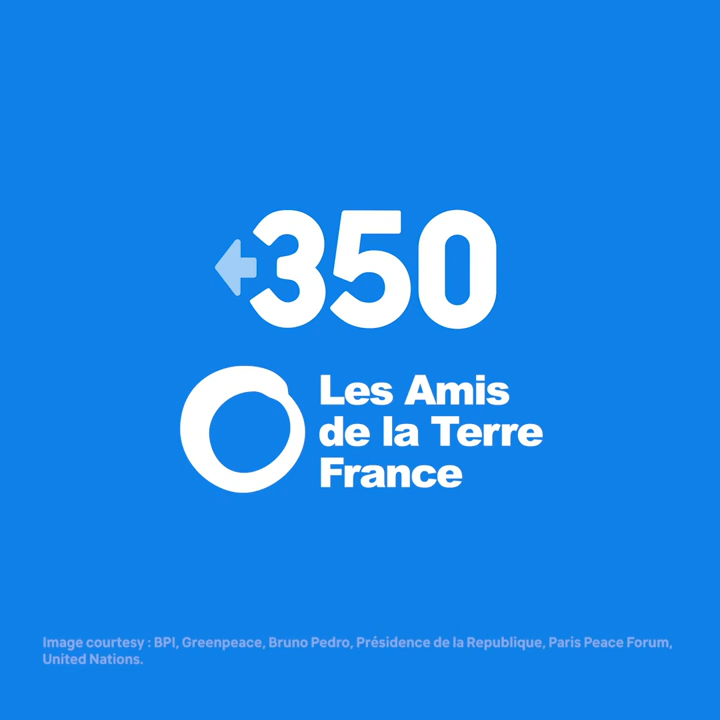 350
Les Amis
de la Terre
France
Image courtesy : BPI, Greenpeace, Bruno Pedro, Présidence de la Republique, Paris Peace Forum,
United Nations.